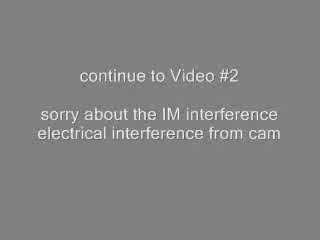 continue to Video #2
sorry about the IM interference
electrical interference from cam